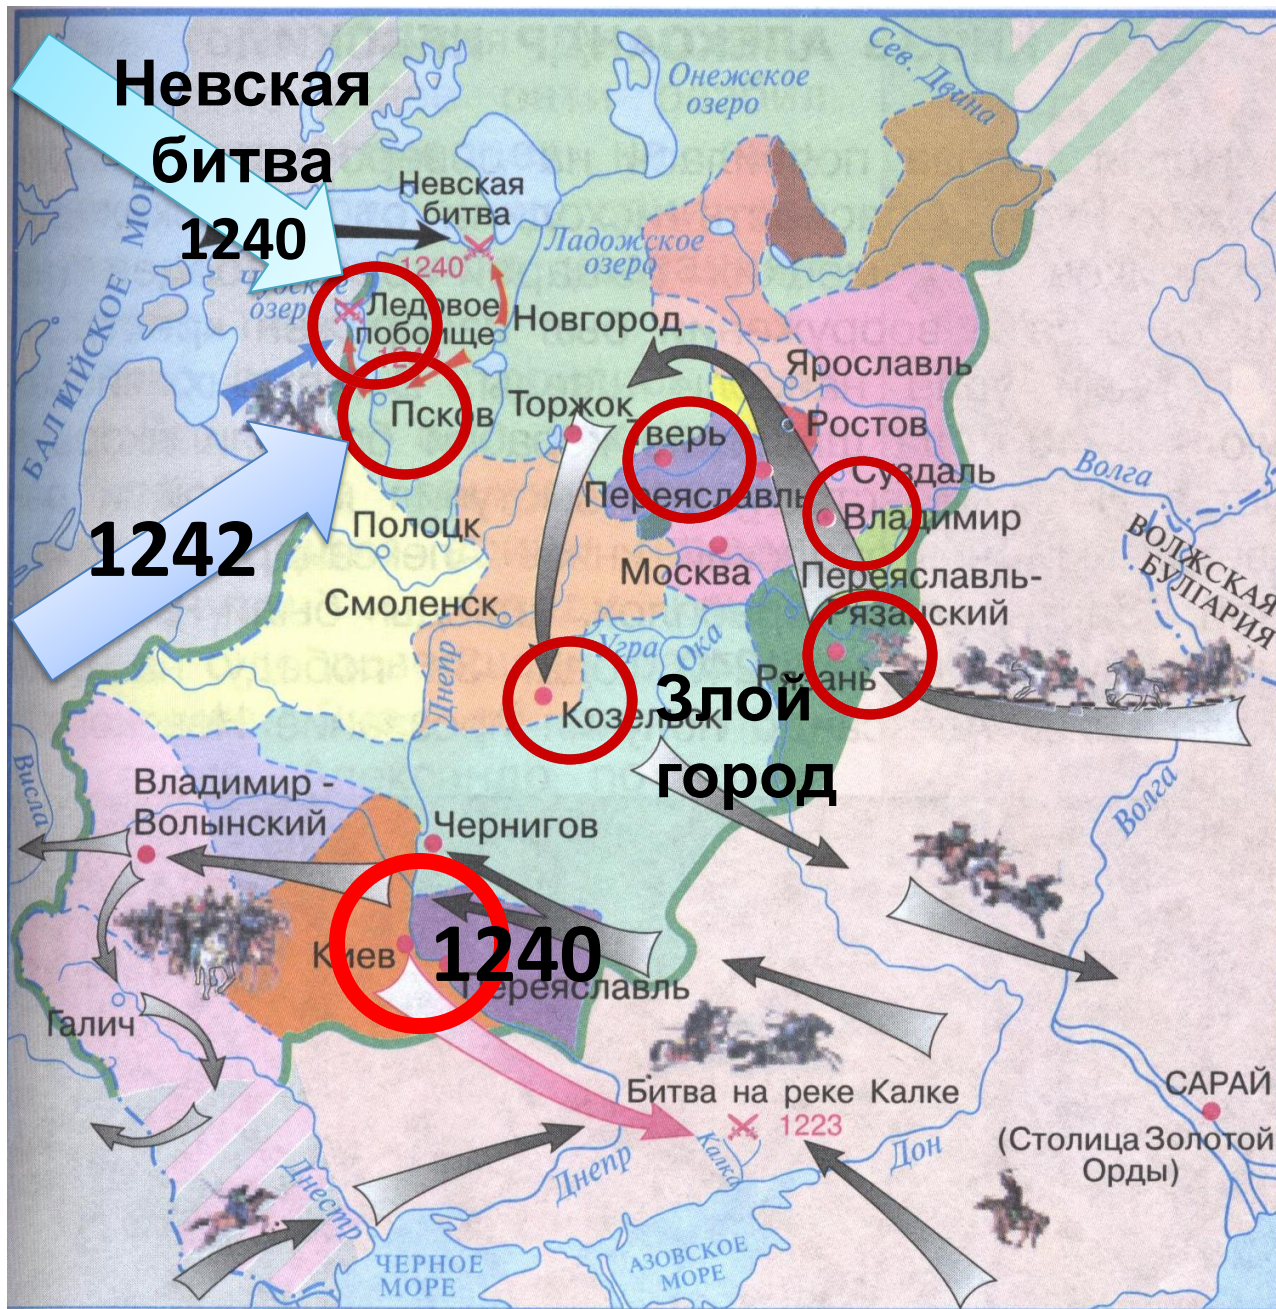 Невская
битва
1240
Онежское
озеро
Сев. Двина
Невская
битва
1240
Ладожское
озеро
БАЛТИЙСКОЕ МОРЕ
озер
Ледовое
побоище
Новгород
Псков
Торжок
Тверь
Ярославль
Ростов
Суздаль
Переяславль
Владимир
Волга
ВОЛЖСКАЯ
БУЛГАРИЯ
1242
Полоцк
Москва
Переяславль-
Рязанский
Смоленск
Днепр
Угра
Ока
Рязань
Козельск
Злой
город
Висла
Владимир -
Волынский
Чернигов
Волга
Киев
1240
Переяславль
Галич
Битва на реке Калке
1223
Калка
САРАЙ
(Столица Золотой
Орды)
Днестр
Днепр
Дон
ЧЕРНОЕ
МОРЕ
АЗОВСКОЕ
МОРЕ